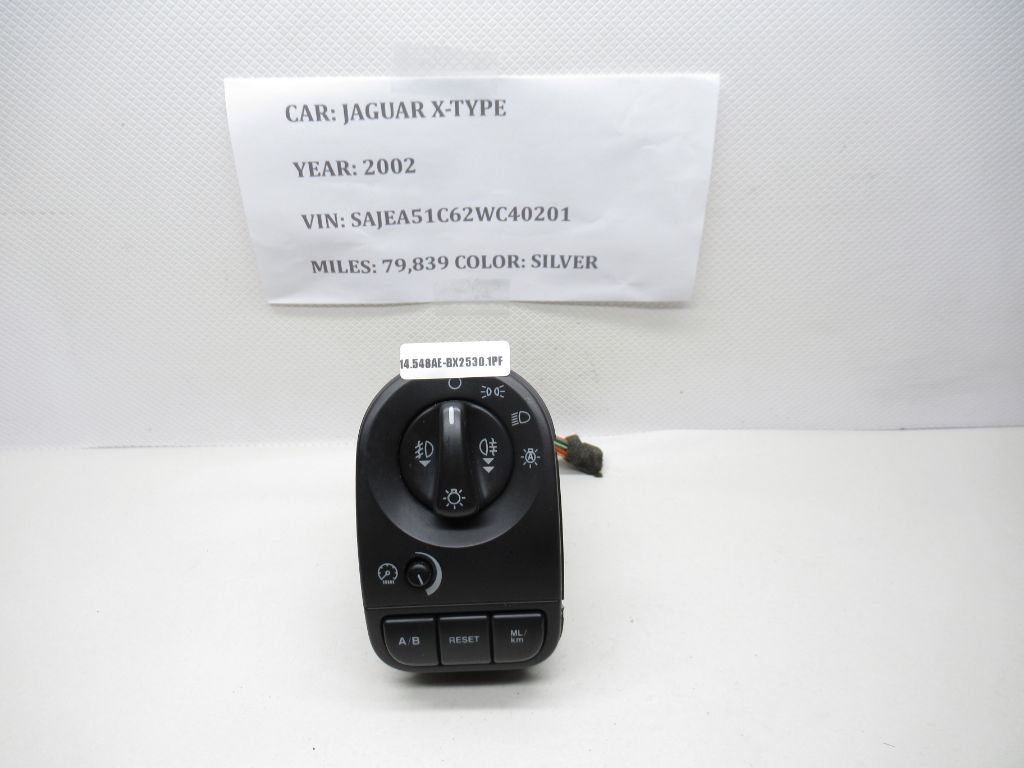 CAR: JAGUAR X-TYPE
YEAR: 2002
VIN: SAJEA51C62WC40201
MILES: 79,839 COLOR: SILVER
14.548AE-BX2530.1PF
A/B
RESET
ML/
km